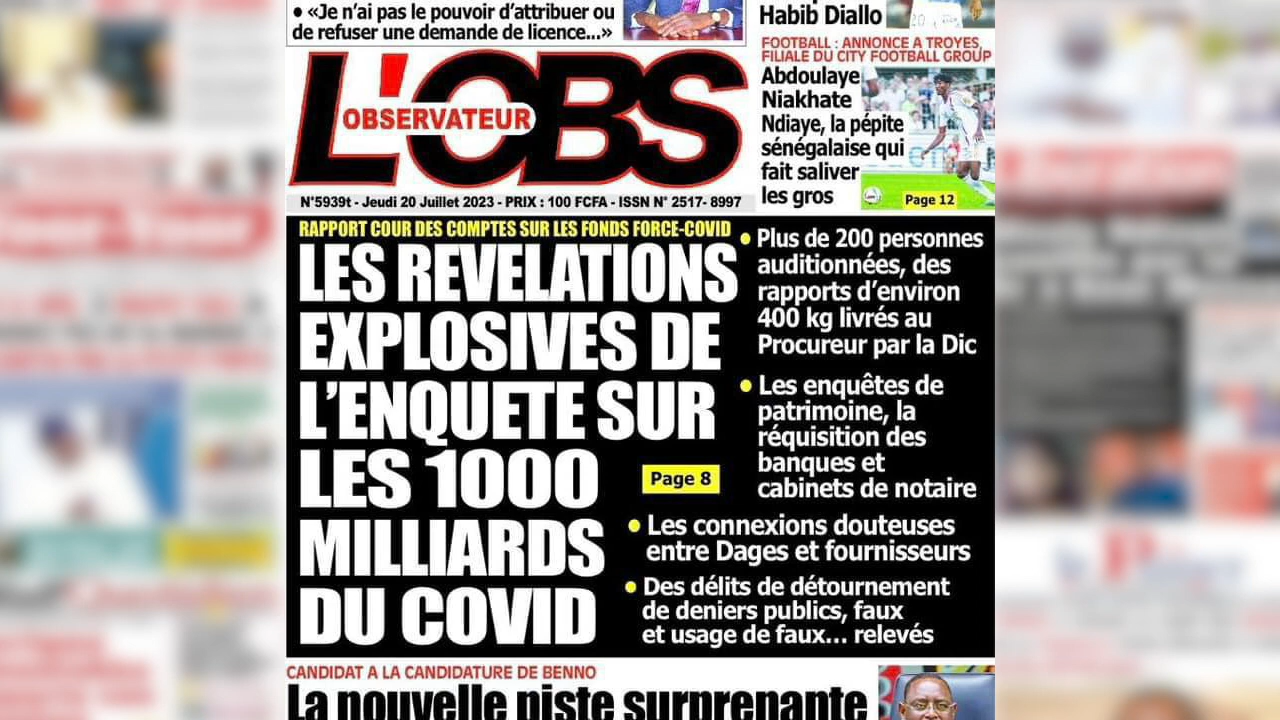 • «Je n'ai pas le pouvoir d'attribuer ou
de refuser une demande de licence...»
Habib Diallo
FOOTBALL : ANNONCE A TROYES,
FILIALE DU CITY FOOTBALL GROUP
Abdoulaye
Niakhate
Ndiaye, la pépite
sénégalaise qui
fait saliver
les gros
Page 12
L'OBS
OBSERVATEUR
N°5939t - Jeudi 20 Juillet 2023 - PRIX : 100 FCFA - ISSN N° 2517- 8997
RAPPORT COUR DES COMPTES SUR LES FONDS FORCE-COVID
LES REVELATIONS
EXPLOSIVES DE
L'ENQUETE SUR
LES 1000
MILLIARDS
DU COVID
Page 8
• Plus de 200 personnes
auditionnées, des
rapports d'environ
400 kg livrés au
Procureur par la Dic
• Les enquêtes de
patrimoine, la
réquisition des
banques et
cabinets de notaire
• Les connexions douteuses
entre Dages et fournisseurs
• Des délits de détournement
de deniers publics, faux
et usage de faux... relevés
CANDIDAT A LA CANDIDATURE DE BENNO
La nouvelle piste surprenante